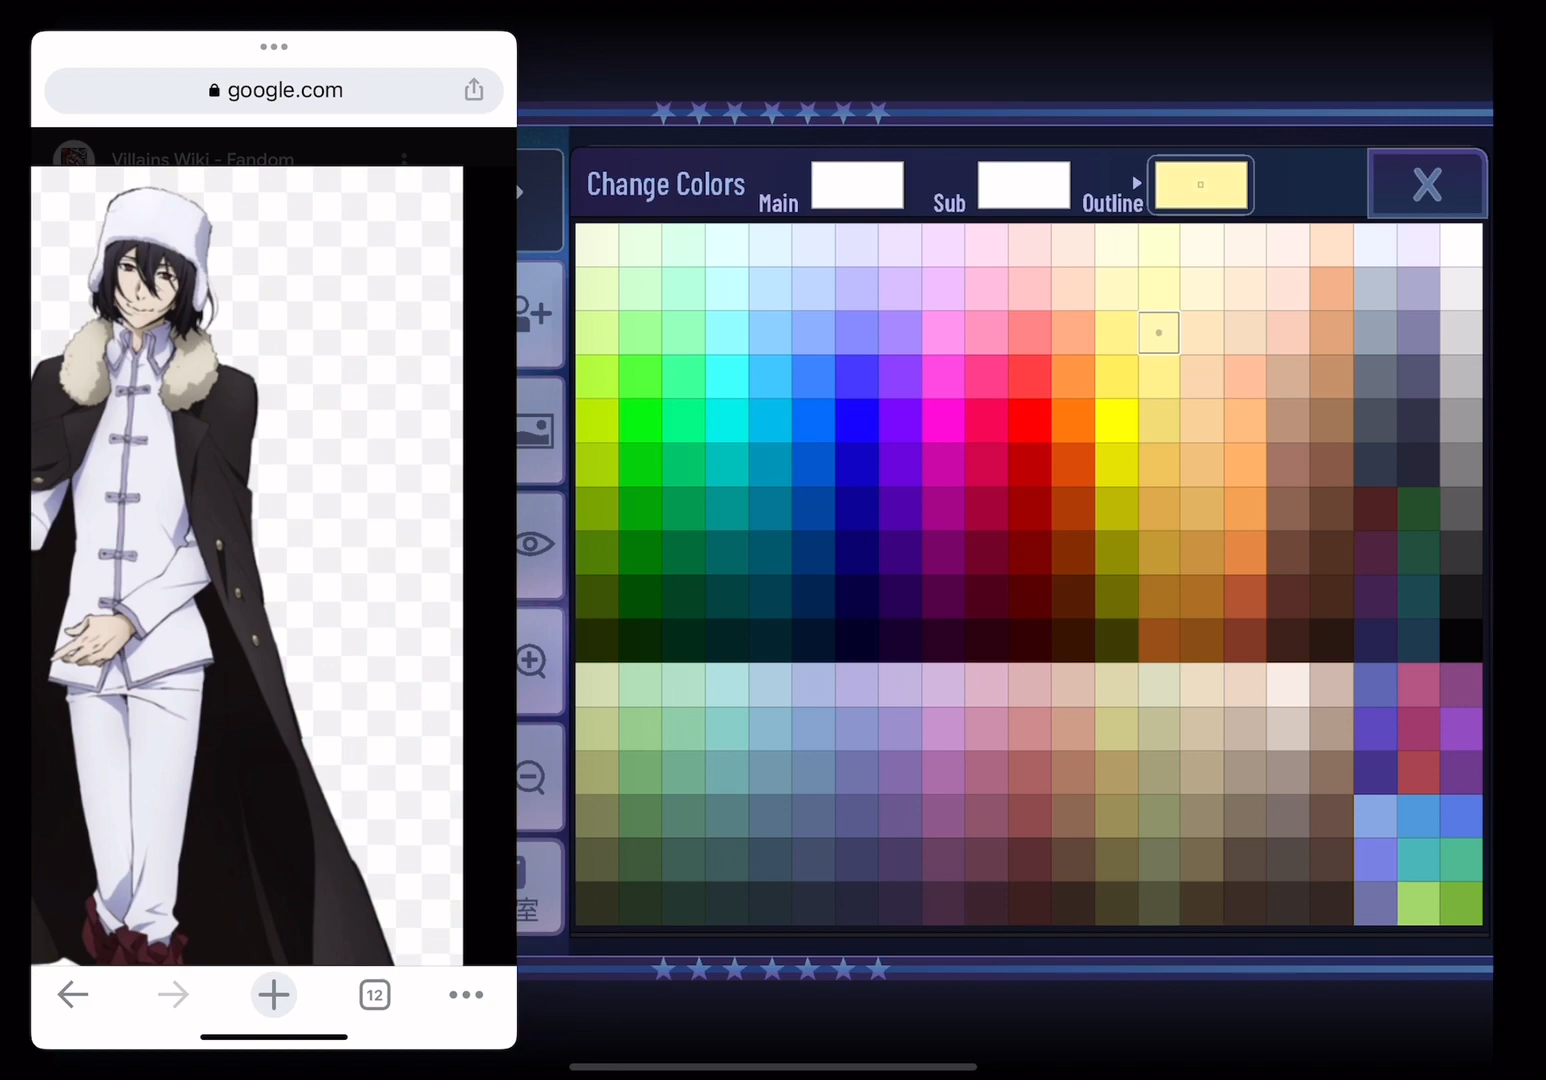 google.com
Villains Wiki - Fandom
Change Colors
Main
Sub
Outline
X
室
12